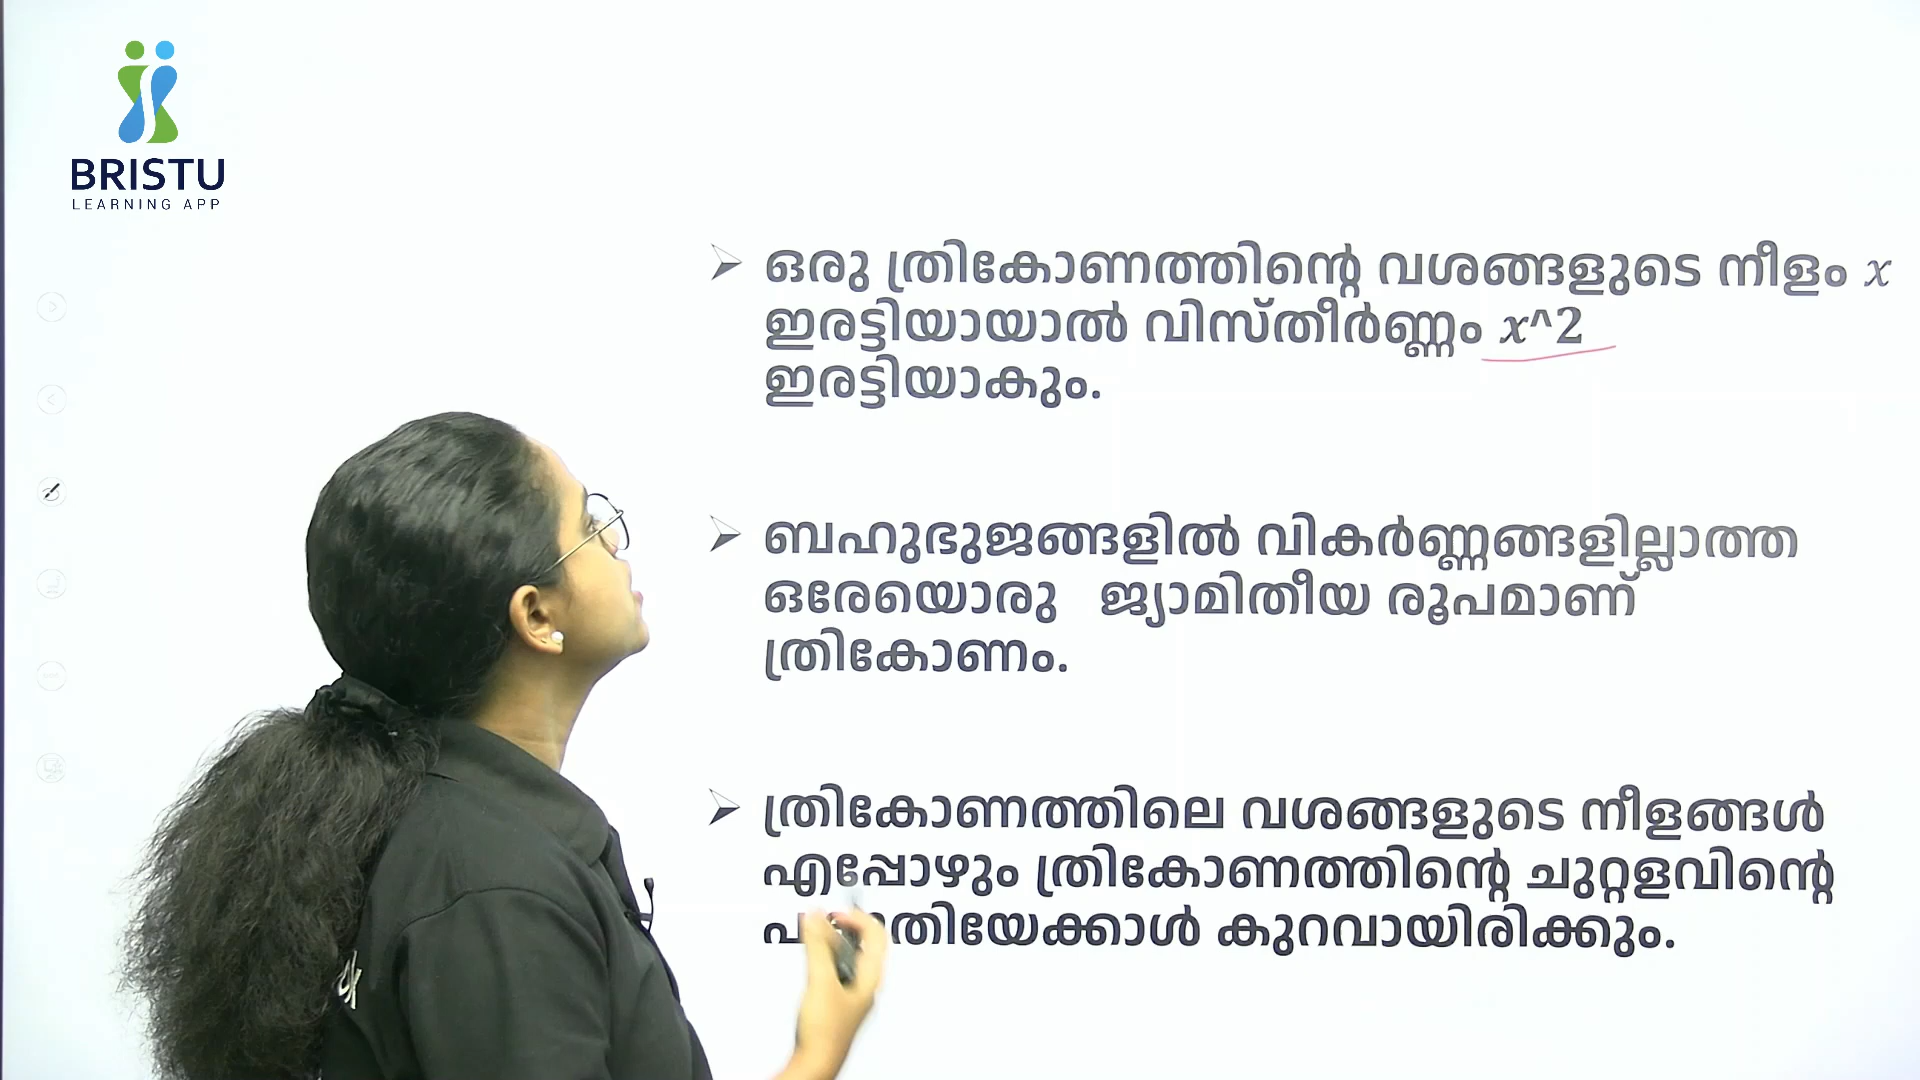 BRISTU
LEARNING APP
ഒരു ത്രികോണത്തിന്റെ വശങ്ങളുടെ നീളം x
ഇരട്ടിയായാൽ വിസ്തീർണ്ണം x^2
ഇരട്ടിയാകും.
ബഹുഭുജങ്ങളിൽ വികർണ്ണങ്ങളില്ലാത്ത
ഒരേയൊരു ജ്യാമിതീയ രൂപമാണ്
ത്രികോണം.
ത്രികോണത്തിലെ വശങ്ങളുടെ നീളങ്ങൾ
എപ്പോഴും ത്രികോണത്തിന്റെ ചുറ്റളവിന്റെ
കുറവായിരിക്കും.